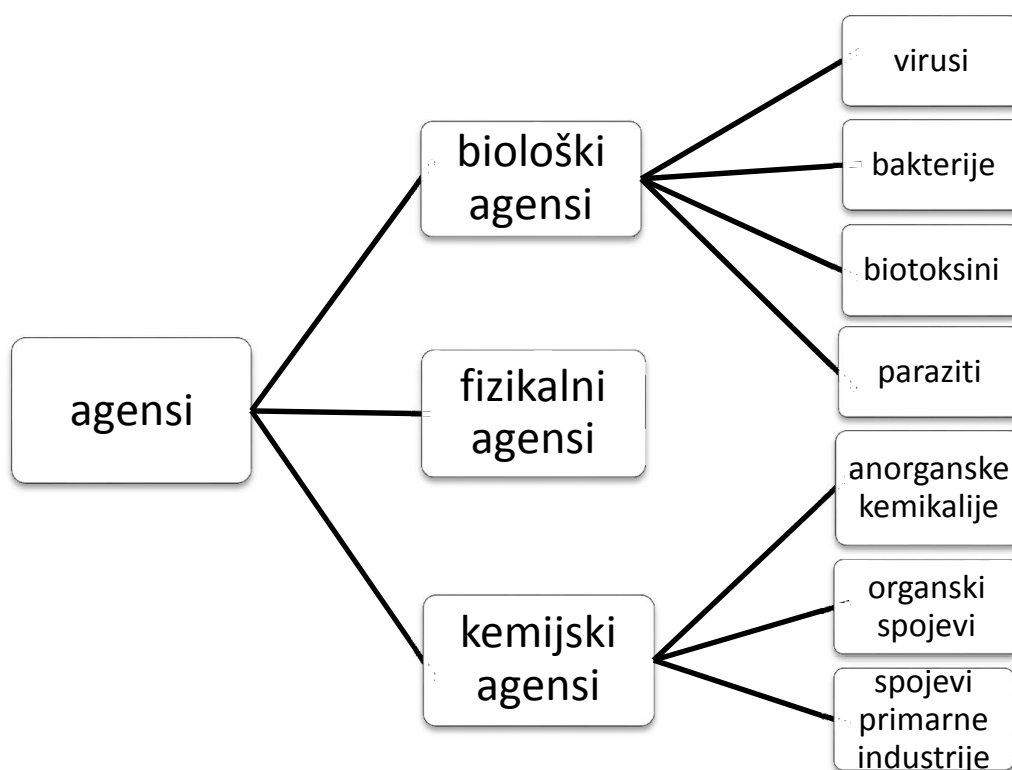 agensi
biološki
agensi
virusi
bakterije
biotoksini
paraziti
fizikalni
agensi
kemijski
agensi
anorganske
kemikalije
organski
spojevi
spojevi
primarne
industrije